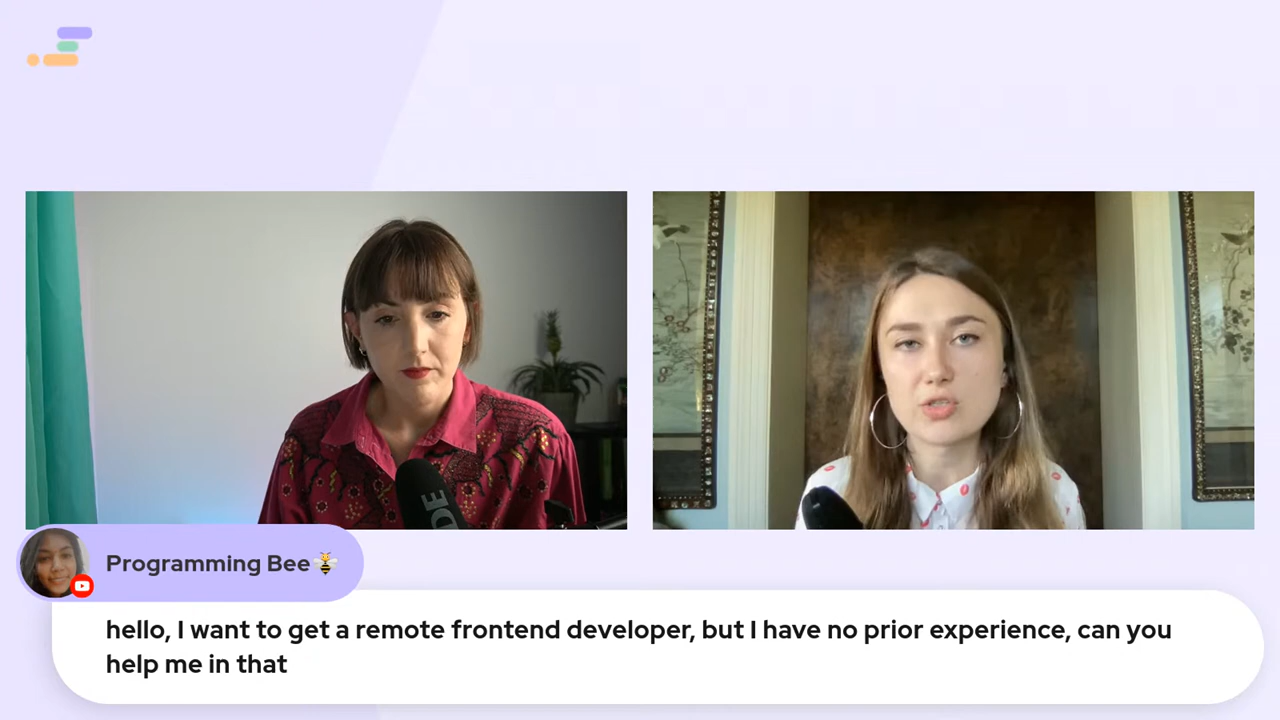 Programming Bee🐝
hello, I want to get a remote frontend developer, but I have no prior experience, can you
help me in that